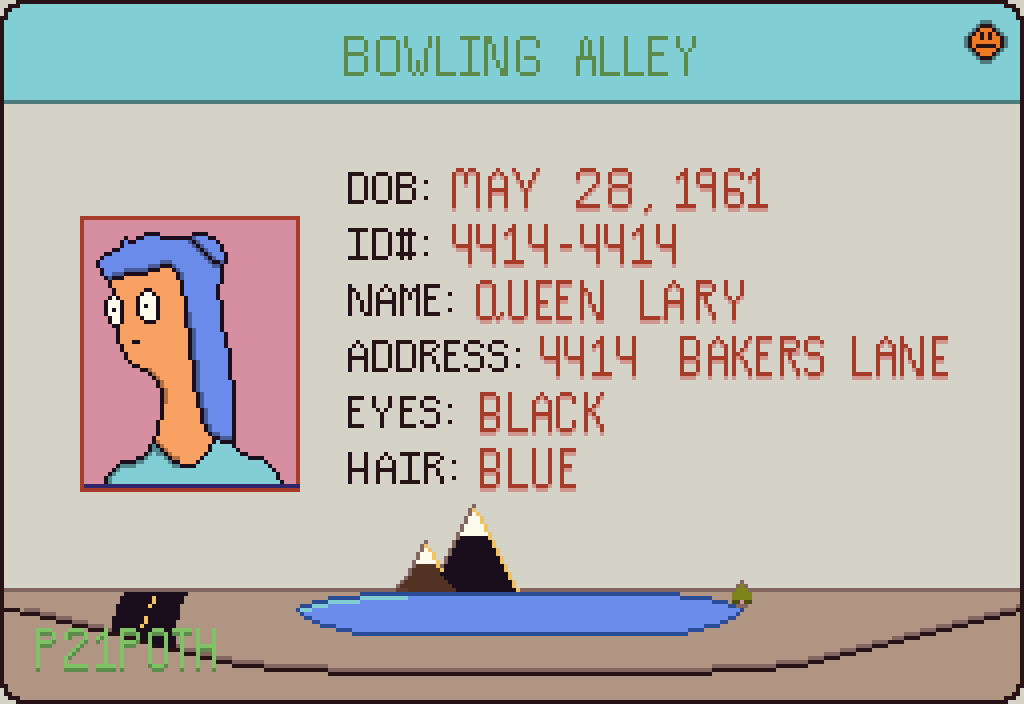 BOWLING ALLEY
DOB: MAY 28, 1961
ID#: 4414-4414
NAME: QUEEN LARY
ADDRESS: 4414 BAKERS LANE
EYES: BLACK
HAIR: BLUE
P21POTH